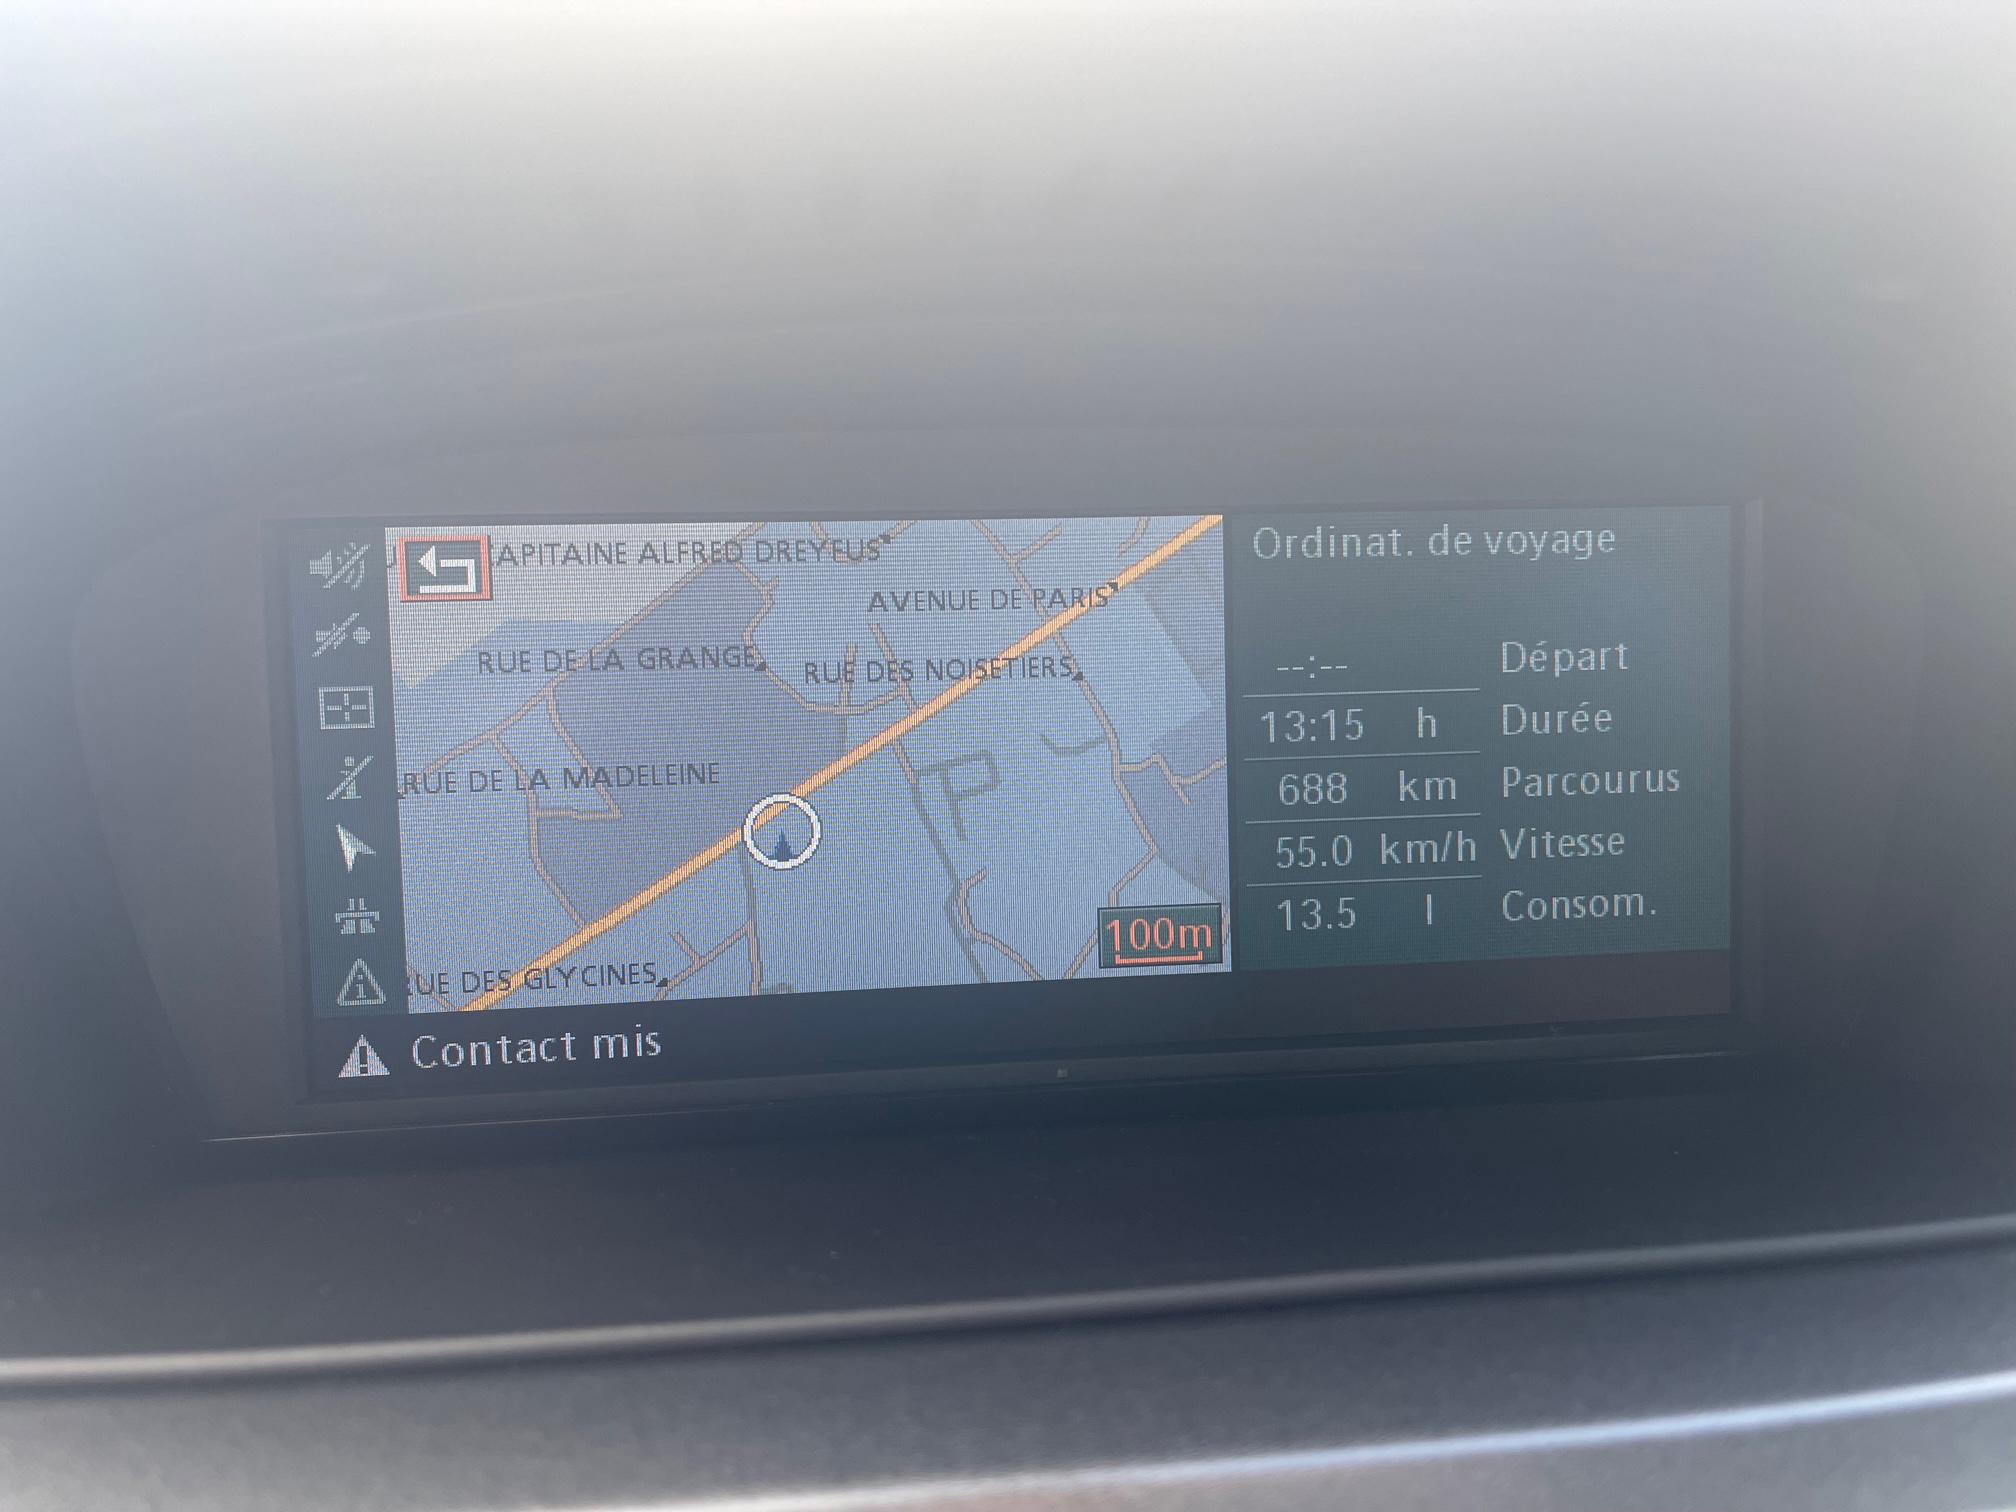 APITAINE ALFRED DREYFUS
AVENUE DE PARIS
RUE DE LA GRANGE
RUE DES NOISETIERS
RUE DE LA MADELEINE
P
UE DES GLYCINES
100m
Ordinat. de voyage
--:-- Départ
13:15 h Durée
688 km Parcourus
55.0 km/h Vitesse
13.5 l Consom.
Contact mis